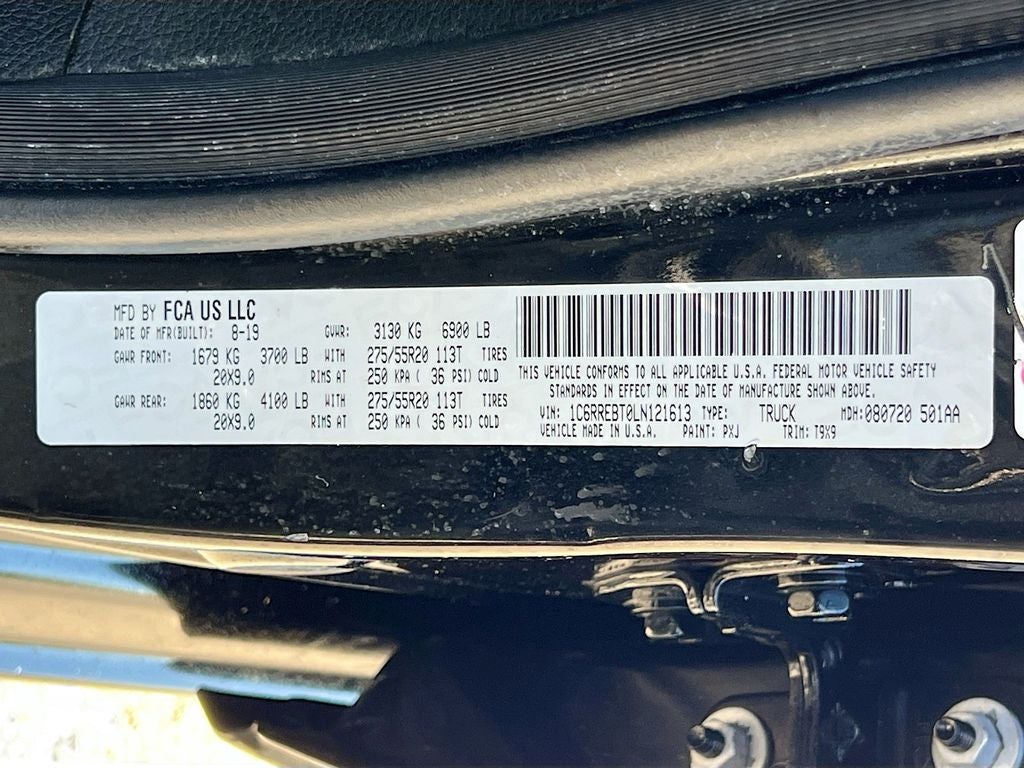 MFD BY FCA US LLC
DATE OF MFR(BUILT): 8-19 GVWR: 3130 KG 6900 LB
GAWR FRONT: 1679 KG 3700 LB WITH 275/55R20 113T TIRES
20X9.0 RIMS AT 250 KPA ( 36 PSI) COLD
GAWR REAR: 1860 KG 4100 LB WITH 275/55R20 113T TIRES
20X9.0 RIMS AT 250 KPA ( 36 PSI) COLD
THIS VEHICLE CONFORMS TO ALL APPLICABLE U.S.A. FEDERAL MOTOR VEHICLE SAFETY
STANDARDS IN EFFECT ON THE DATE OF MANUFACTURE SHOWN ABOVE.
VIN: 1C6RREBT0LN121613 TYPE: TRUCK MDH:080720 501AA
VEHICLE MADE IN U.S.A. PAINT: PXJ TRIM: T9X9